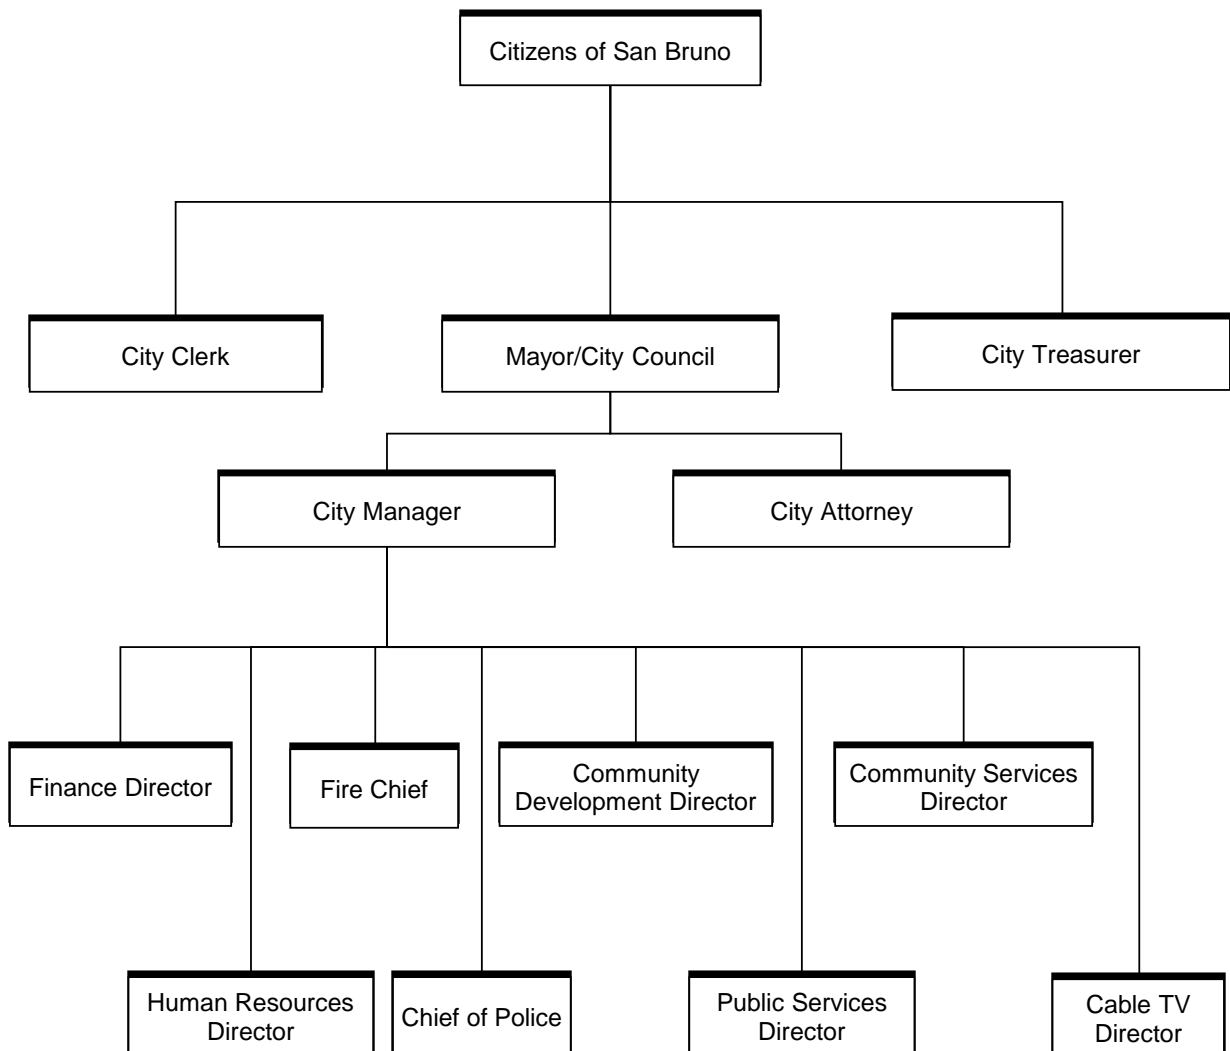 Citizens of San Bruno
City Clerk
Mayor/City Council
City Treasurer
City Manager
City Attorney
Finance Director
Fire Chief
Community
Development Director
Community Services
Director
Human Resources
Director
Chief of Police
Public Services
Director
Cable TV
Director